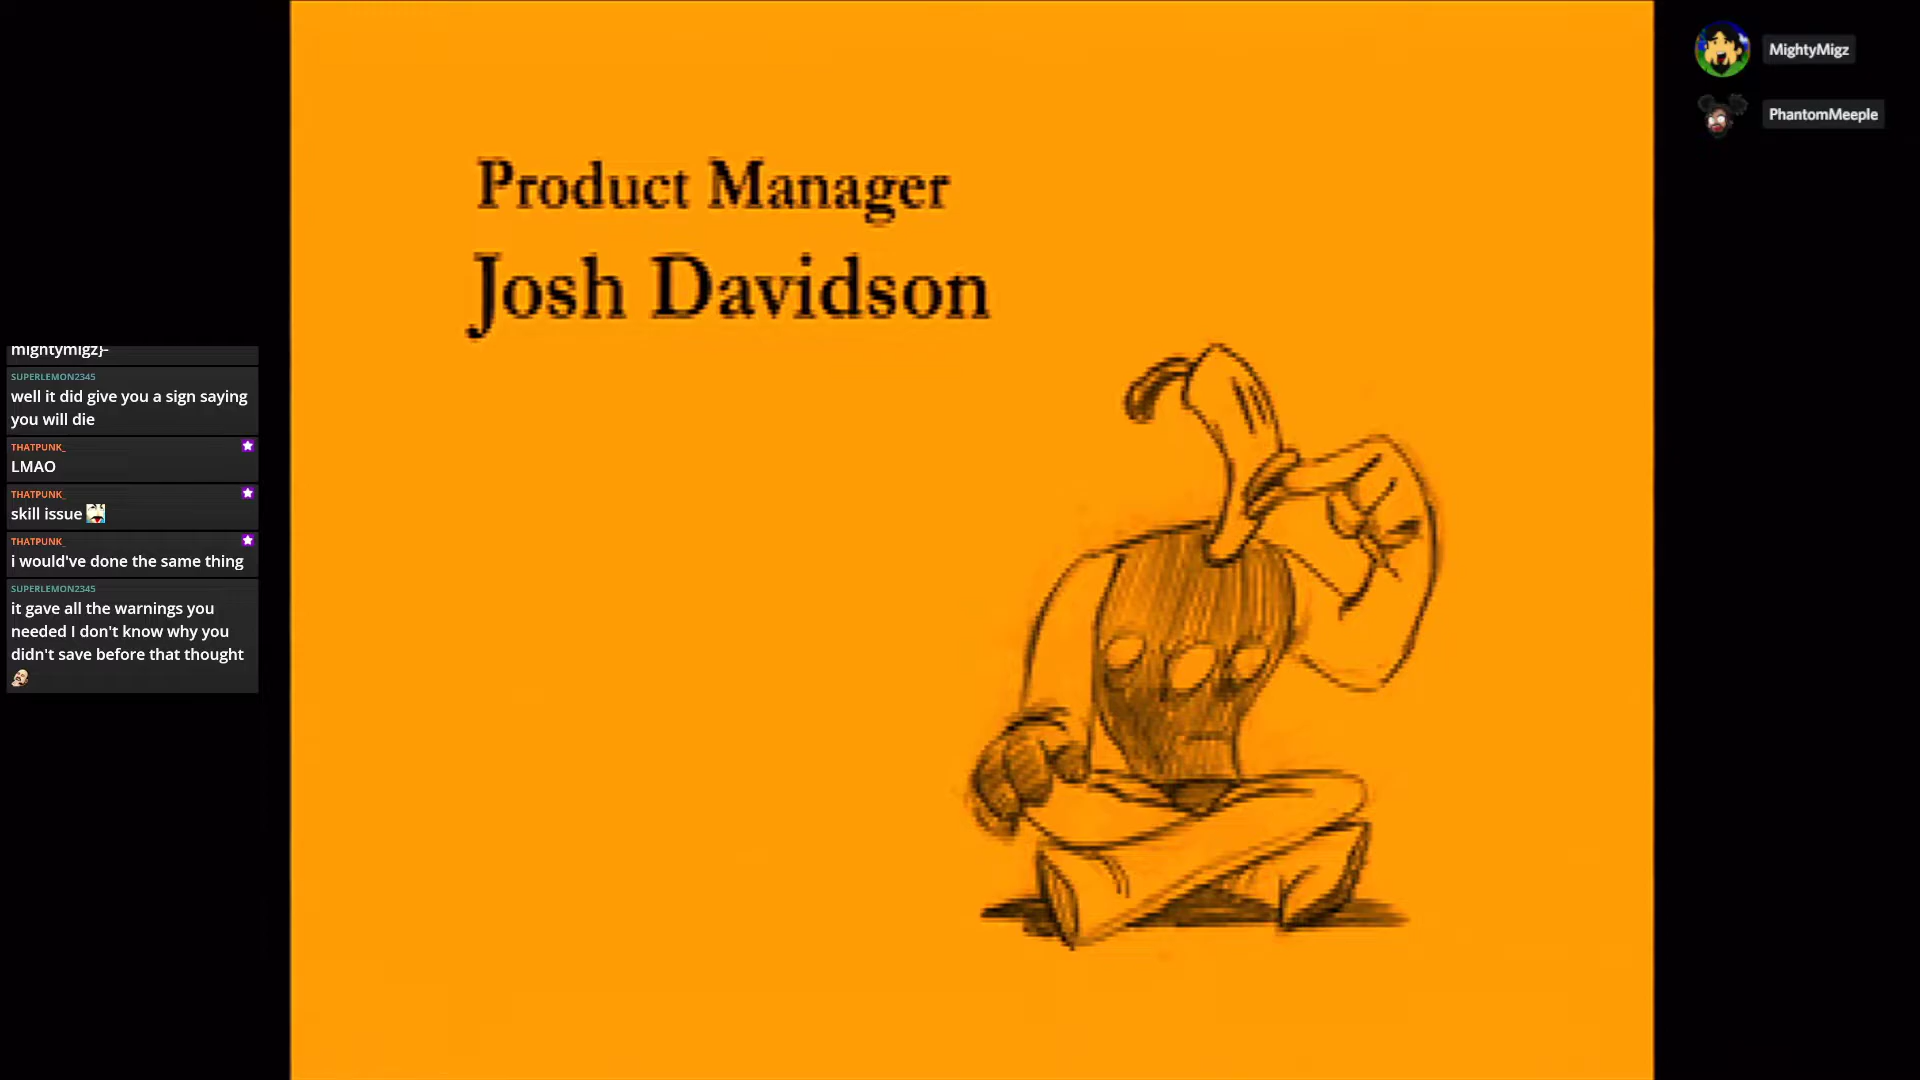 MightyMigz
PhantomMeeple
Product Manager
Josh Davidson
mightymigz}-
SUPERLEMON2345
well it did give you a sign saying
you will die
THATPUNK_
LMAO
THATPUNK_
skill issue
THATPUNK_
i would've done the same thing
SUPERLEMON2345
it gave all the warnings you
needed I don't know why you
didn't save before that thought